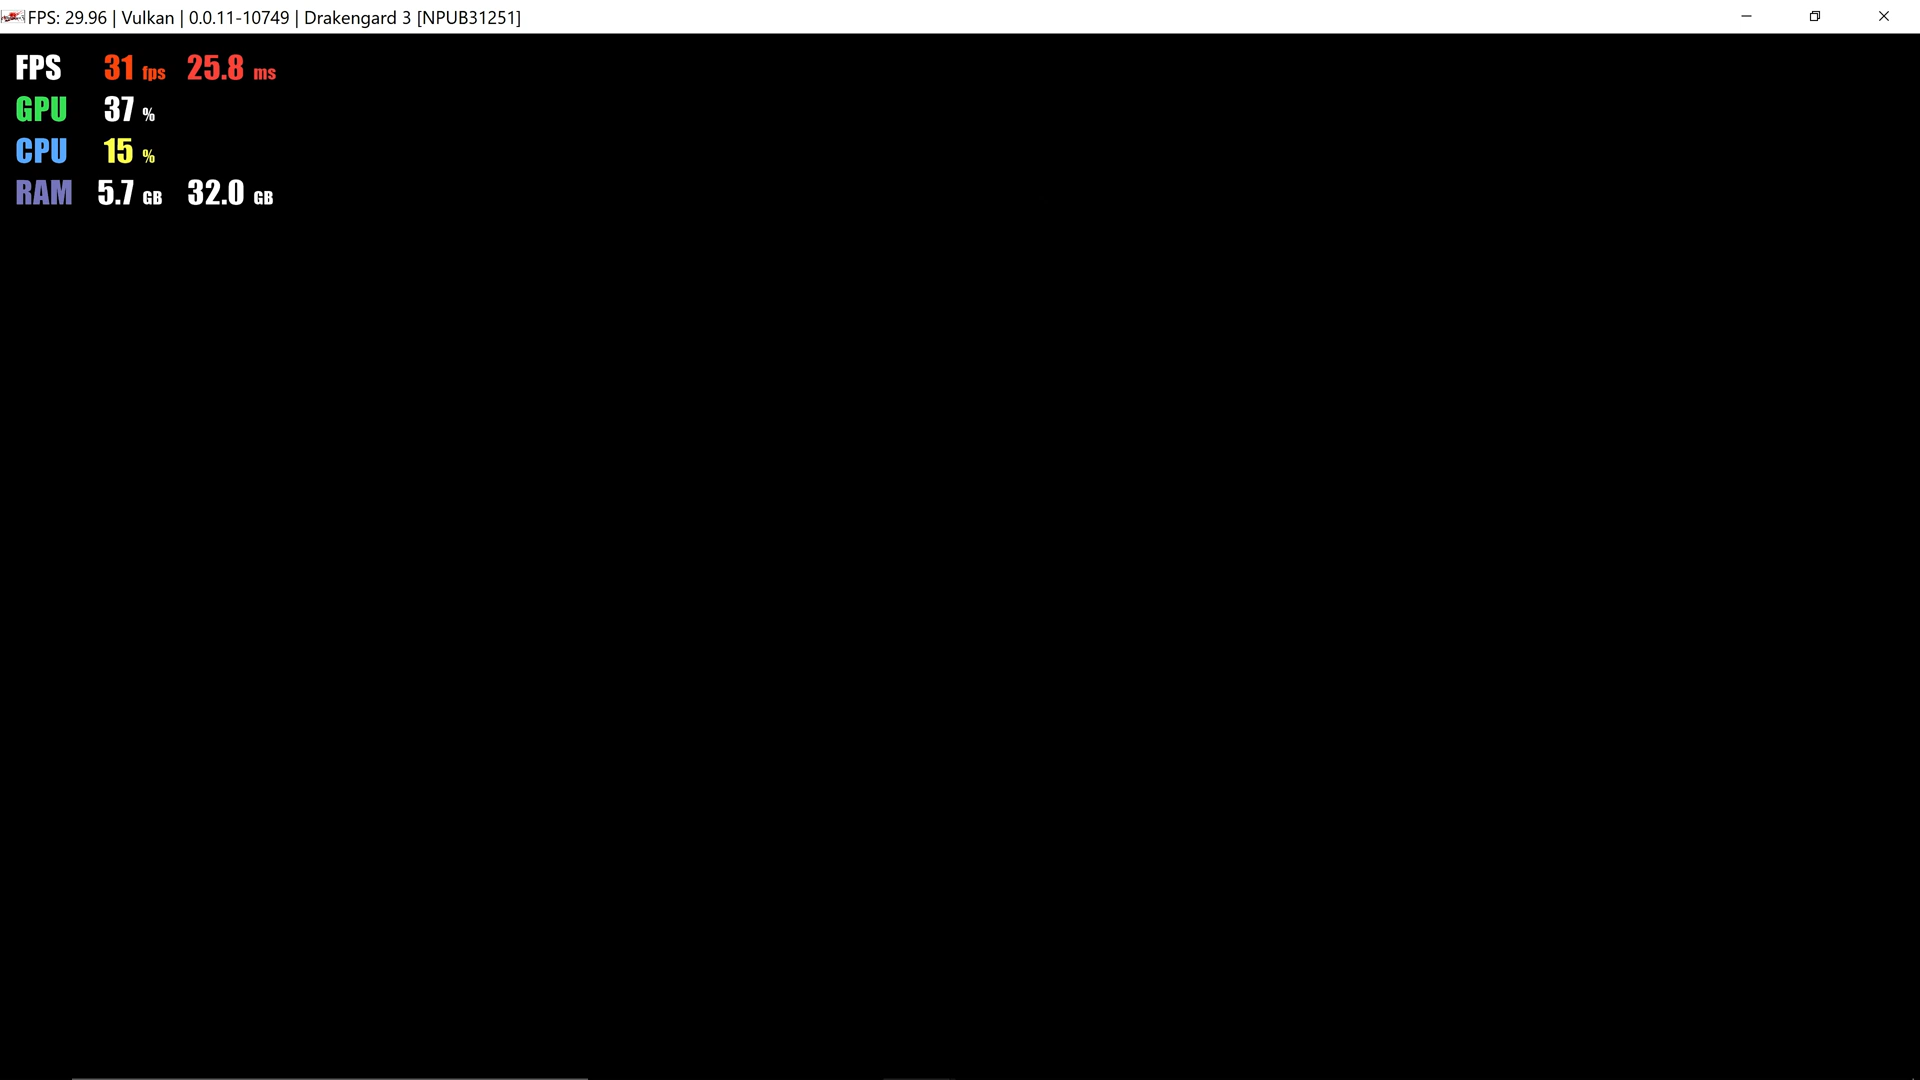 FPS: 29.96 | Vulkan | 0.0.11-10749 | Drakengard 3 [NPUB31251]
FPS 31 fps 25.8 ms
GPU 37 %
CPU 15 %
RAM 5.7 GB 32.0 GB